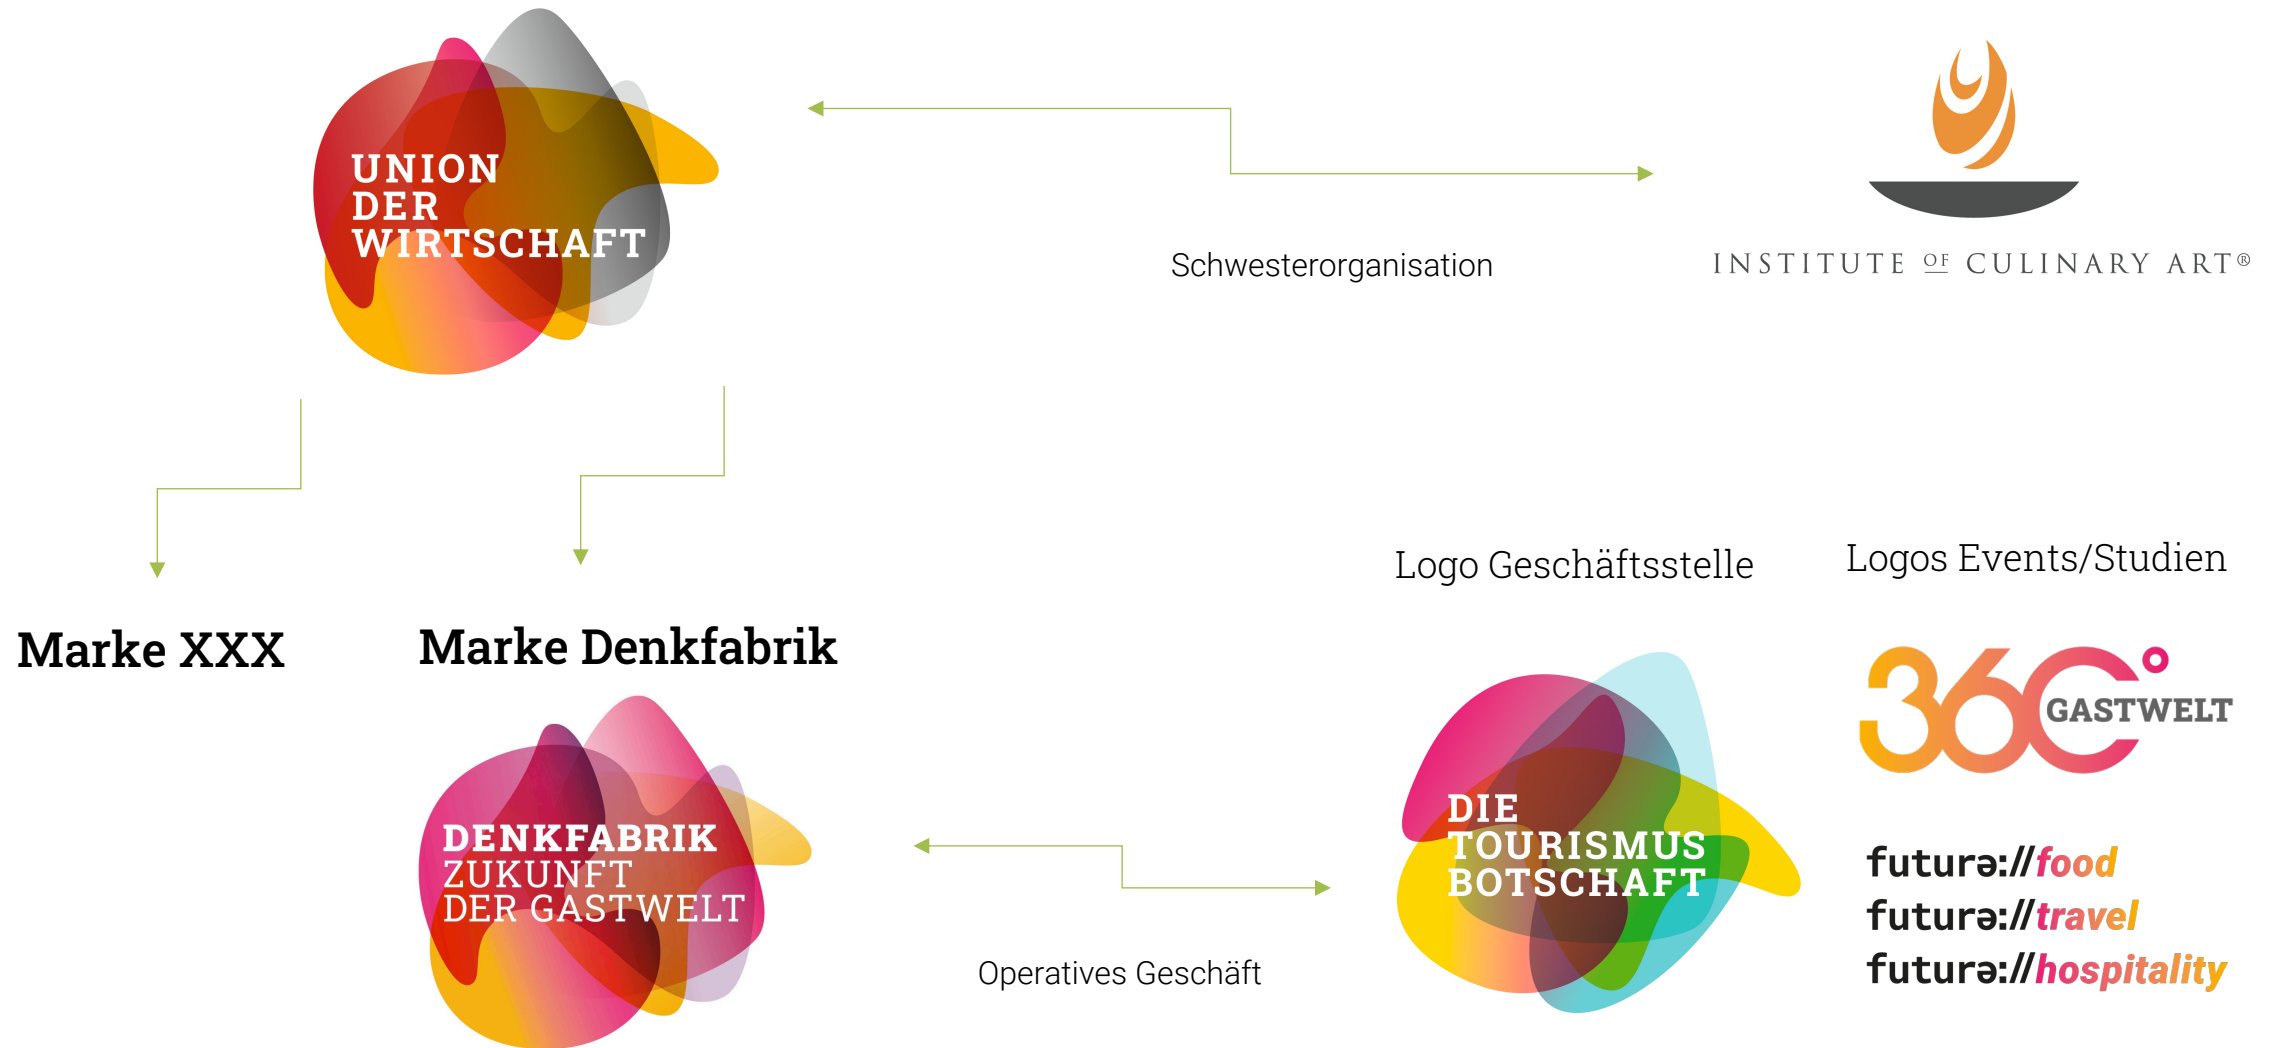 UNION
DER
WIRTSCHAFT
Schwesterorganisation
INSTITUTE OF CULINARY ART®
Marke XXX
Marke Denkfabrik
DENKFABRIK
ZUKUNFT
DER GASTWELT
Operatives Geschäft
Logo Geschäftsstelle
DIE
TOURISMUS
BOTSCHAFT
Logos Events/Studien
360°
GASTWELT
futurə://food
futurə://travel
futurə://hospitality